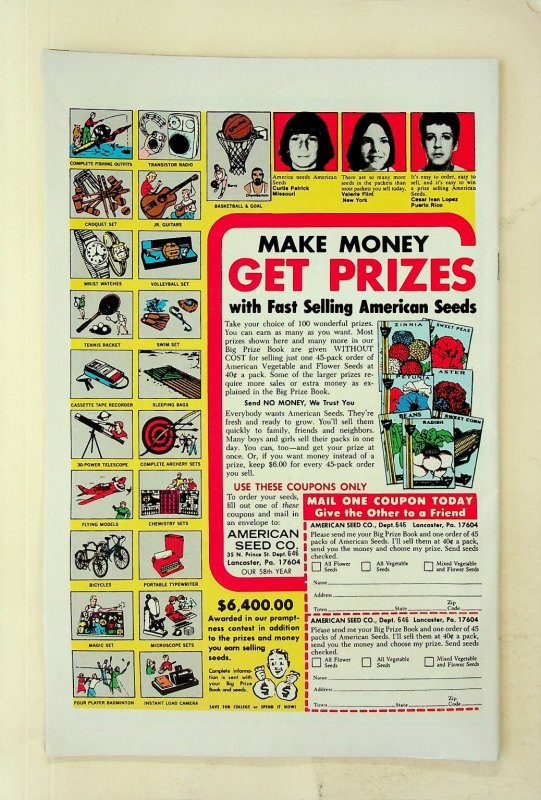 COMPLETE FISHING OUTFITS
TRANSISTOR RADIO
CROQUET SET
JR. GUITARS
WRIST WATCHES
VOLLEYBALL SET
TENNIS RACKET
SWIM SET
CASSETTE TAPE RECORDER
SLEEPING BAGS
30-POWER TELESCOPE
COMPLETE ARCHERY SETS
FLYING MODELS
CHEMISTRY SETS
BICYCLES
PORTABLE TYPEWRITER
MAGIC SET
MICROSCOPE SETS
FOUR PLAYER BADMINTON
INSTANT LOAD CAMERA
BASKETBALL & GOAL
America needs American
Seeds
Curtis Patrick
Missouri
There are so many more
seeds in the packets than
most packets you sell today.
Valerie Flint
New York
It's easy to order, easy to
sell, and it's easy to win
a prize selling American
Seeds.
Cesar Ivan Lopez
Puerto Rico
MAKE MONEY
GET PRIZES
with Fast Selling American Seeds
Take your choice of 100 wonderful prizes.
You can earn as many as you want. Most
prizes shown here and many more in our
Big Prize Book are given WITHOUT
COST for selling just one 45-pack order of
American Vegetable and Flower Seeds at
40¢ a pack. Some of the larger prizes re-
quire more sales or extra money as ex-
plained in the Big Prize Book.
Send NO MONEY, We Trust You
Everybody wants American Seeds. They're
fresh and ready to grow. You'll sell them
quickly to family, friends and neighbors.
Many boys and girls sell their packs in one
day. You can, too—and get your prize at
once. Or, if you want money instead of a
prize, keep $6.00 for every 45-pack order
you sell.
ZINNIA
SWEET PEAS
PETUNIA
ASTER
BEANS
RADISH
SWEET CORN
USE THESE COUPONS ONLY
To order your seeds,
fill out one of these
coupons and mail in
an envelope to:
AMERICAN
SEED CO.
35 N. Prince St. Dept. 646
Lancaster, Pa. 17604
OUR 58th YEAR
MAIL ONE COUPON TODAY
Give the Other to a Friend
AMERICAN SEED CO., Dept. 646 Lancaster, Pa. 17604
Please send me your Big Prize Book and one order of 45
packs of American Seeds. I'll sell them at 40¢ a pack,
send you the money and choose my prize. Send seeds
checked.
All Flower Seeds
All Vegetable Seeds
Mixed Vegetable and Flower Seeds
Name
Address
Town State Zip Code
AMERICAN SEED CO., Dept. 646 Lancaster, Pa. 17604
Please send me your Big Prize Book and one order of 45
packs of American Seeds. I'll sell them at 40¢ a pack,
send you the money and choose my prize. Send seeds
checked.
All Flower Seeds
All Vegetable Seeds
Mixed Vegetable and Flower Seeds
Name
Address
Town State Zip Code
$6,400.00
Awarded in our prompt-
ness contest in addition
to the prizes and money
you earn selling
seeds.
Complete informa-
tion is sent with
your Big Prize
Book and seeds.
$
$
SAVE FOR COLLEGE or SPEND IT NOW!